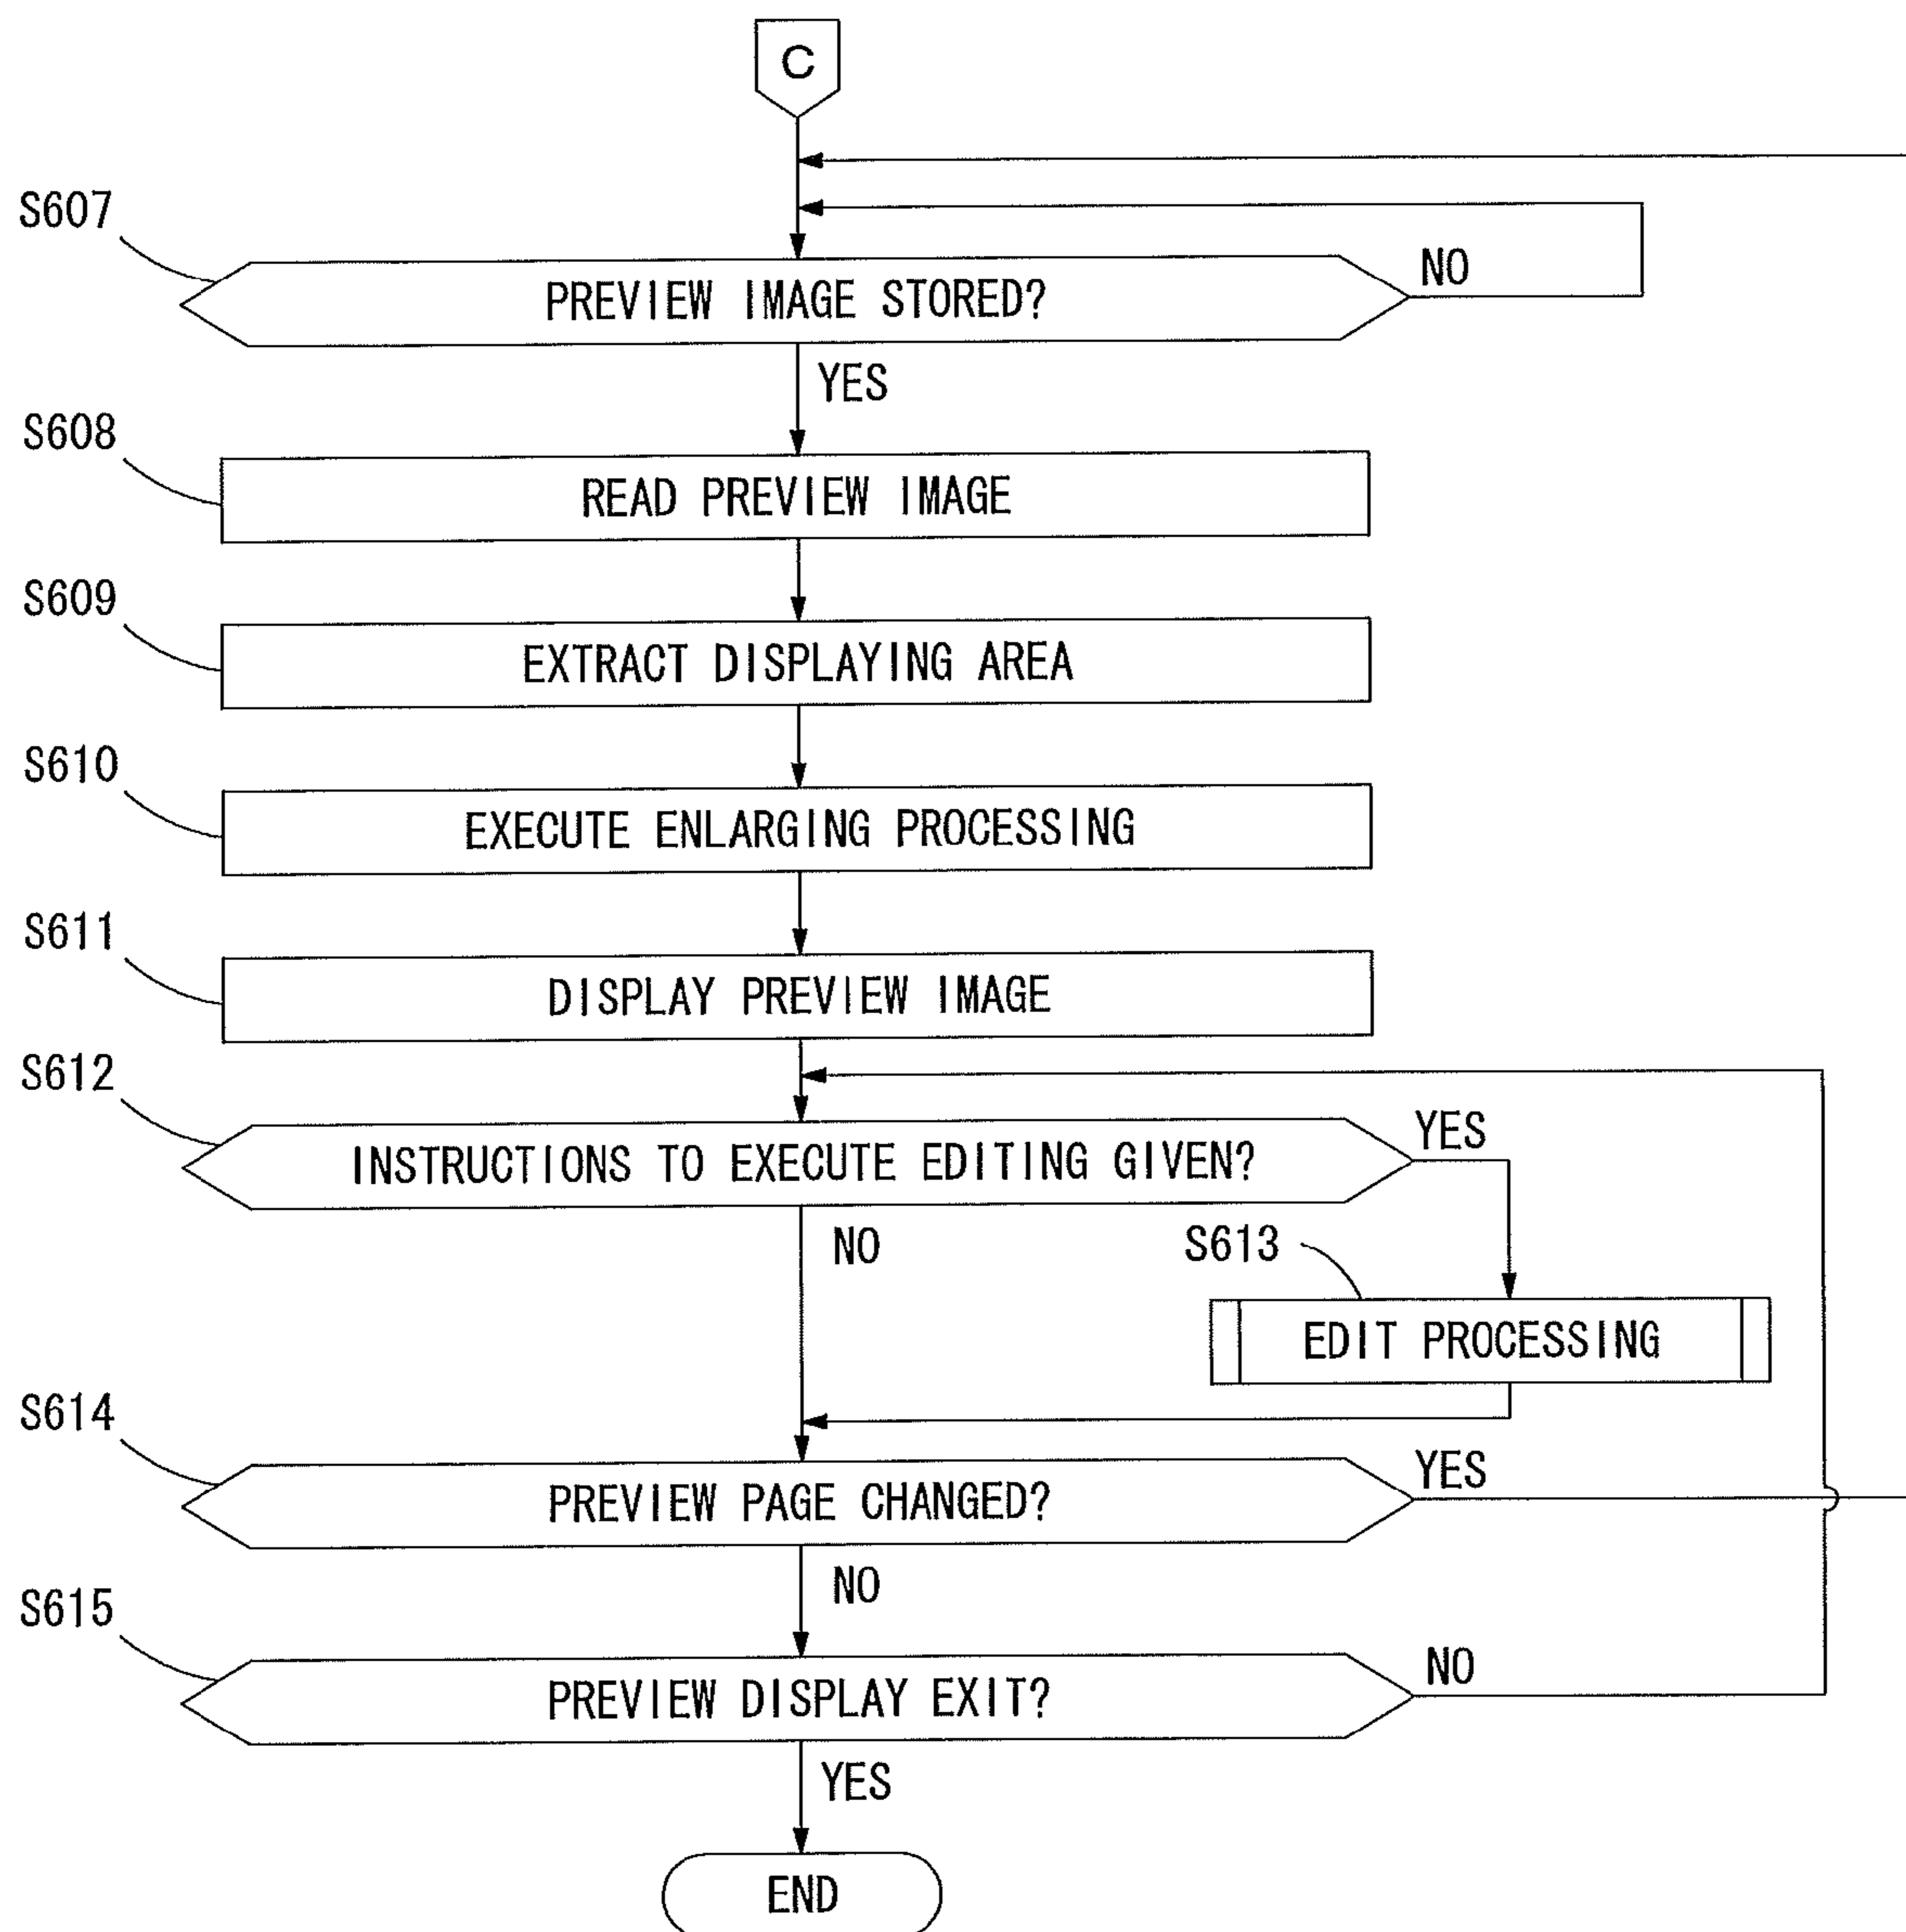 C
S607
PREVIEW IMAGE STORED?
NO
YES
S608
READ PREVIEW IMAGE
S609
EXTRACT DISPLAYING AREA
S610
EXECUTE ENLARGING PROCESSING
S611
DISPLAY PREVIEW IMAGE
S612
INSTRUCTIONS TO EXECUTE EDITING GIVEN?
YES
NO
S613
EDIT PROCESSING
S614
PREVIEW PAGE CHANGED?
YES
NO
S615
PREVIEW DISPLAY EXIT?
NO
YES
END